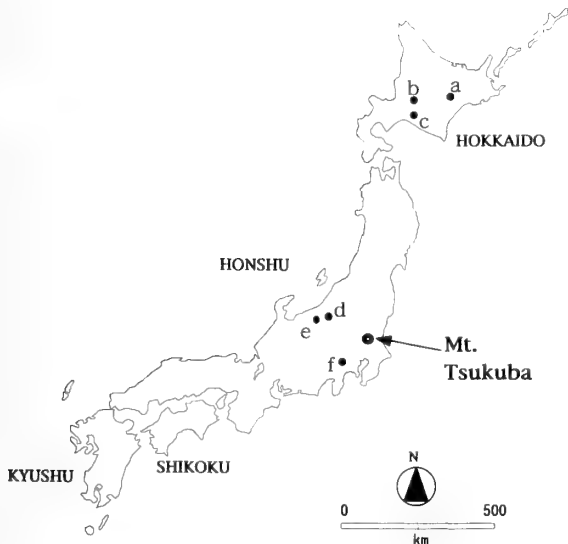 b
a
c
HOKKAIDO
HONSHU
d
e
f
Mt.
Tsukuba
KYUSHU
SHIKOKU
N
0 500
km